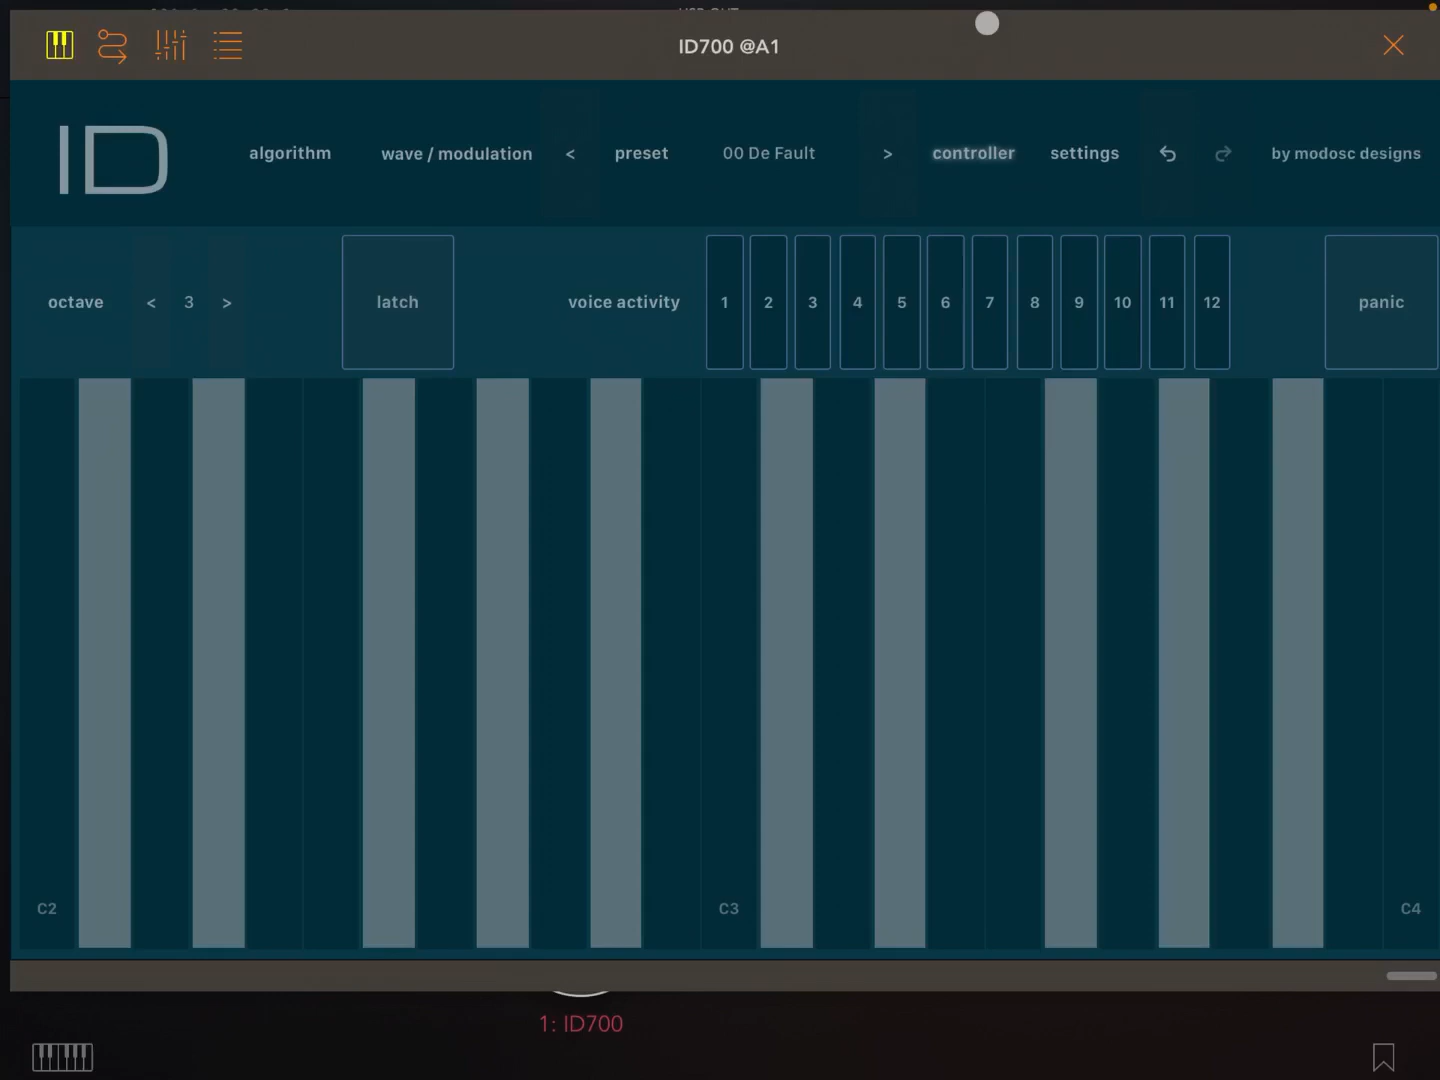 ID700 @A1
ID
algorithm
wave / modulation
<
preset
00 De Fault
>
controller
settings
by modosc designs
octave
<
3
>
latch
voice activity
1
2
3
4
5
6
7
8
9
10
11
12
panic
C2
C3
C4
1: ID700